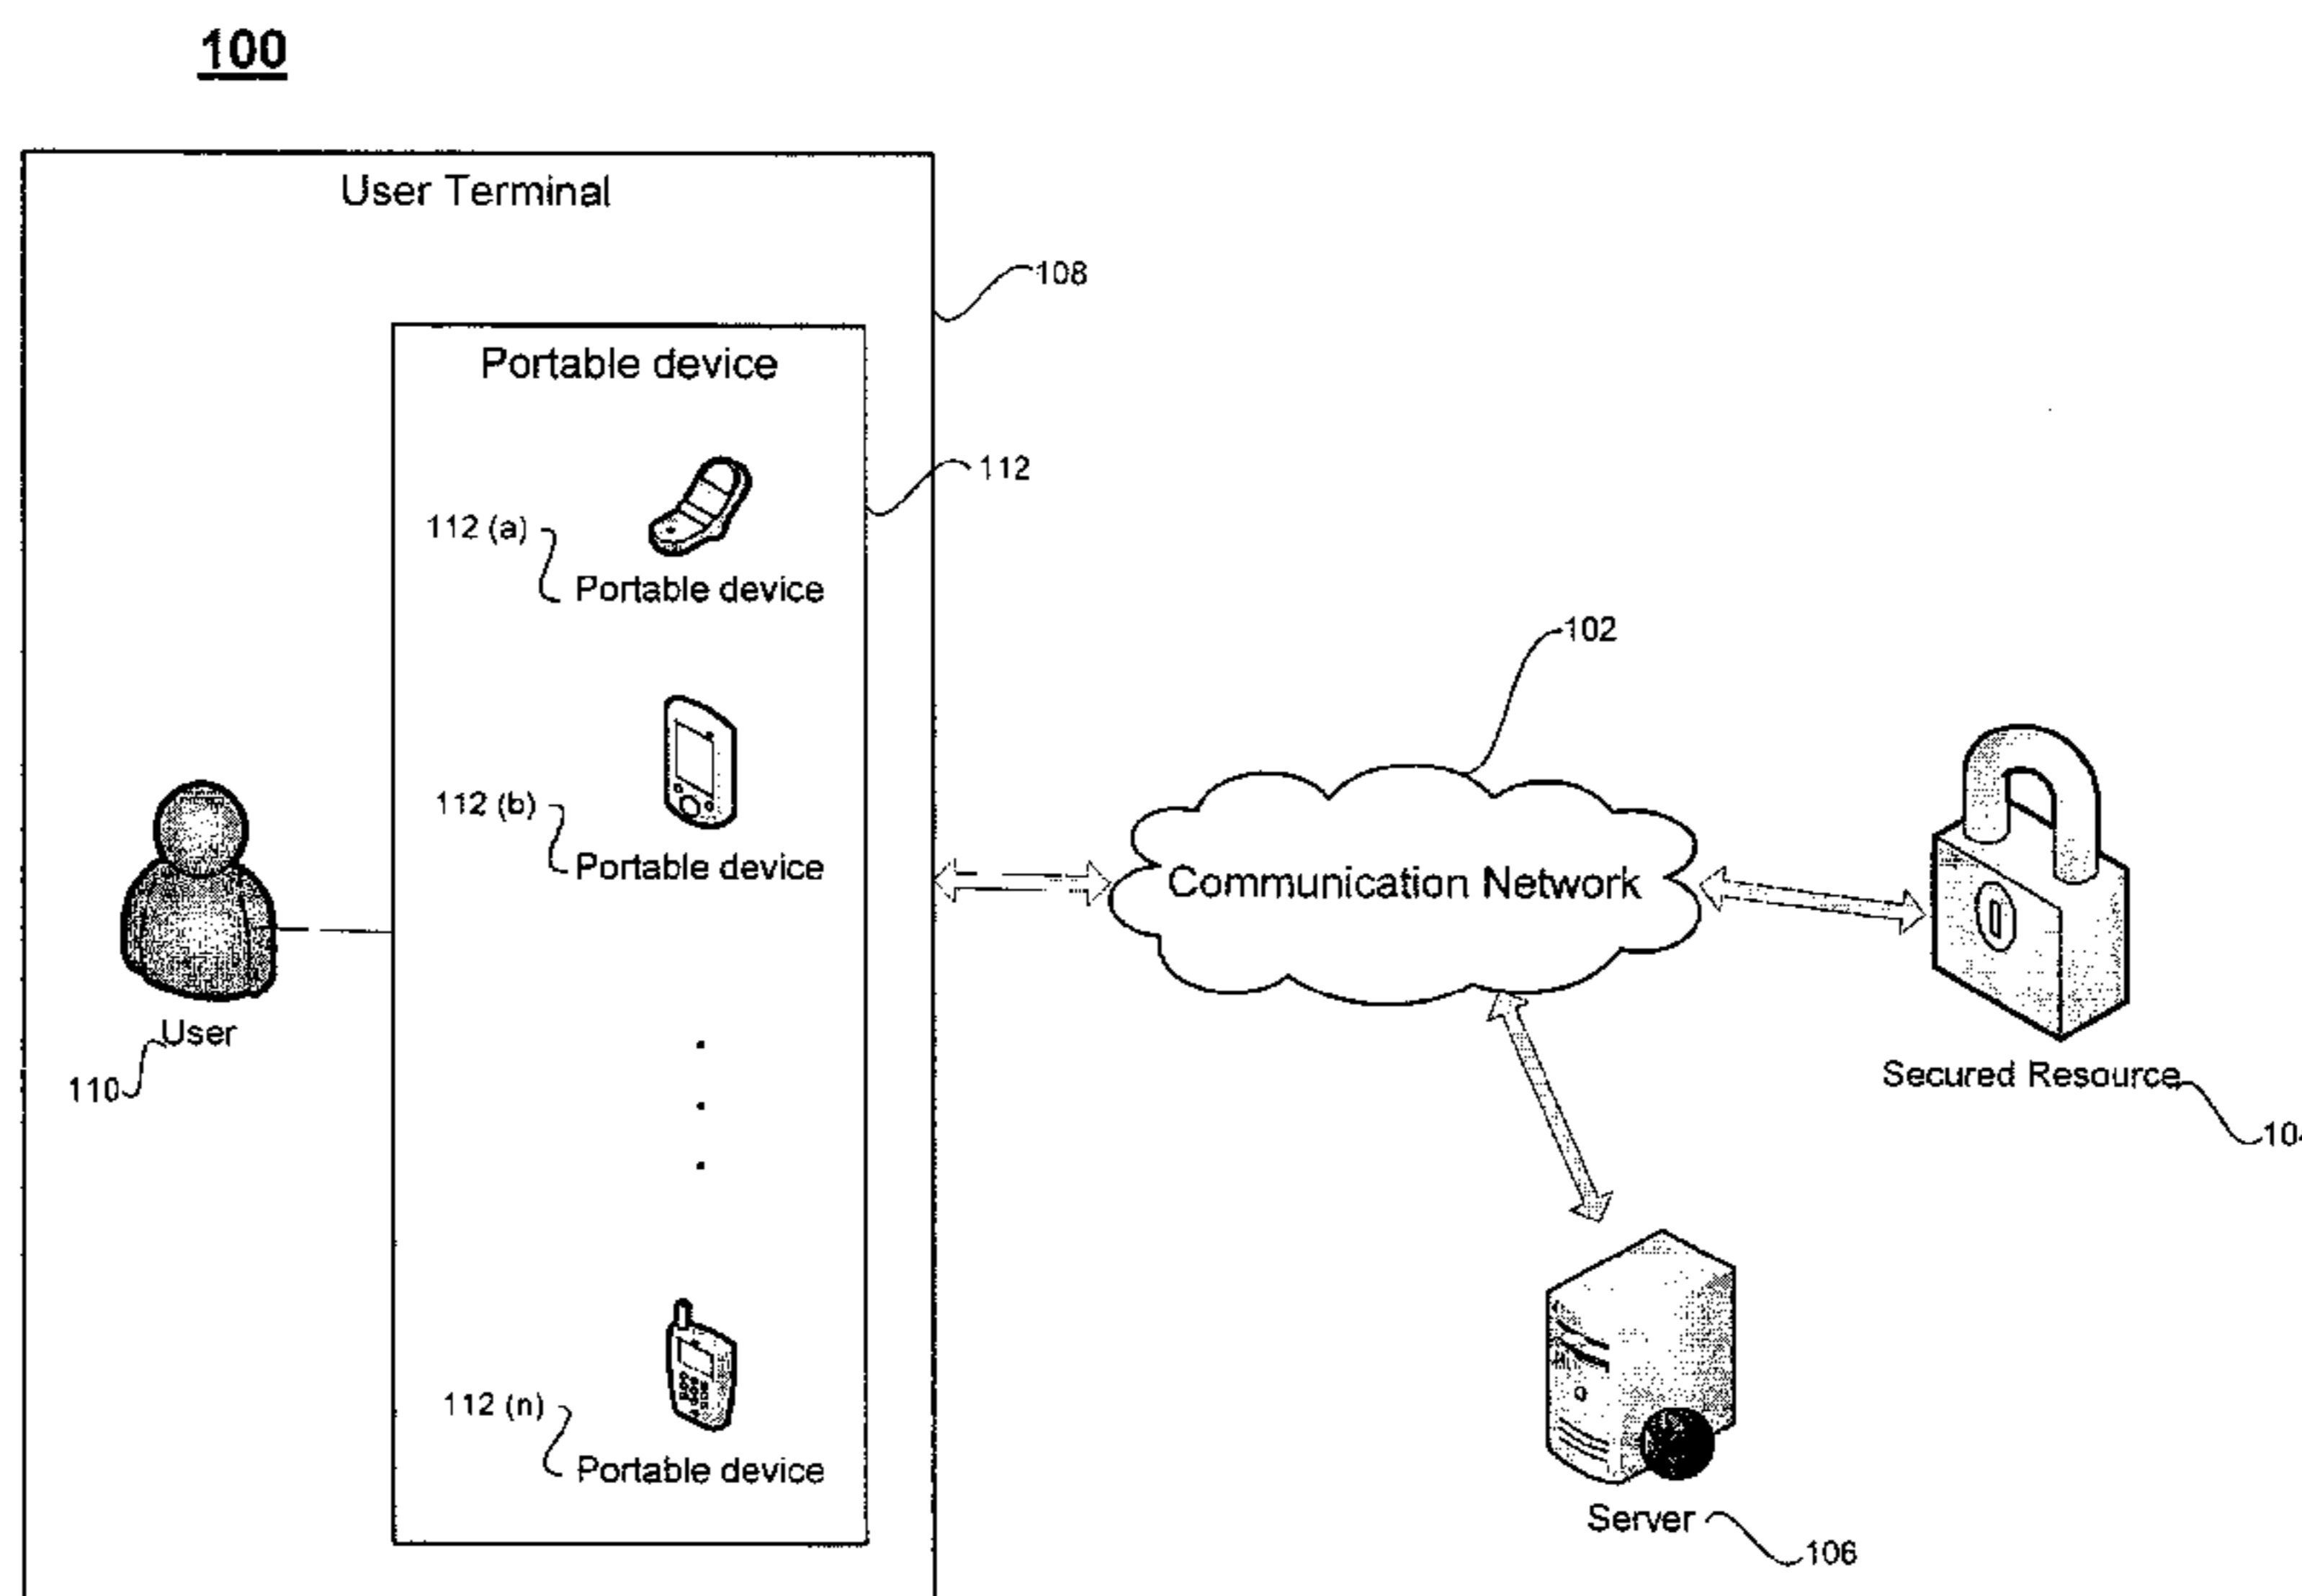 100
User Terminal
108
Portable device
112
112 (a)
Portable device
102
112 (b)
Portable device
Communication Network
User
110
Secured Resource
112 (n)
Portable device
Server
106